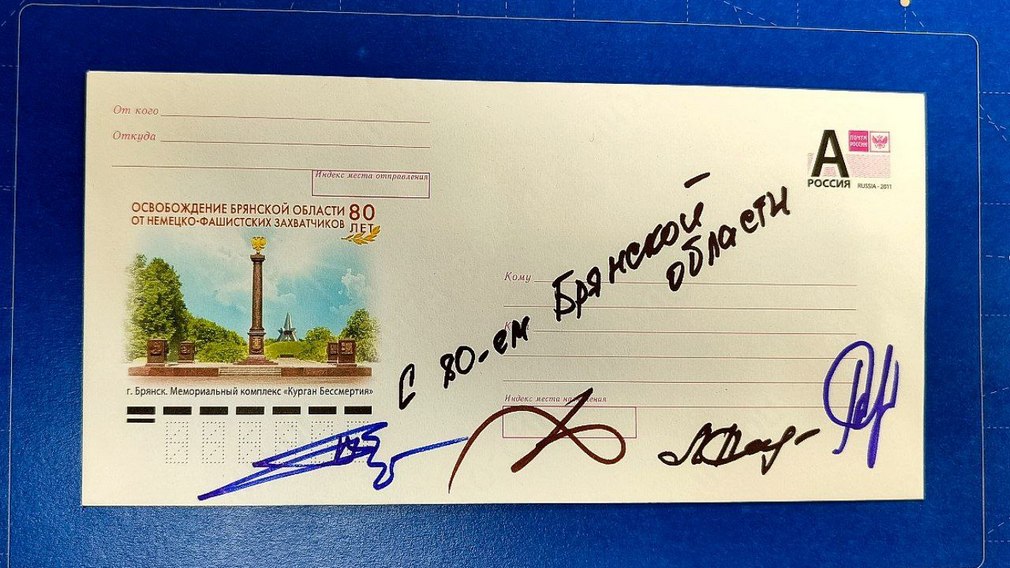 От кого
Откуда
Индекс места отправления
ОСВОБОЖДЕНИЕ БРЯНСКОЙ ОБЛАСТИ 80
ОТ НЕМЕЦКО-ФАШИСТСКИХ ЗАХВАТЧИКОВ ЛЕТ
г. Брянск. Мемориальный комплекс «Курган Бессмертия»
ПОЧТА
РОССИИ
А
РОССИЯ RUSSIA - 2011
Кому
Индекс места назначения
С 80-ем Брянской
области